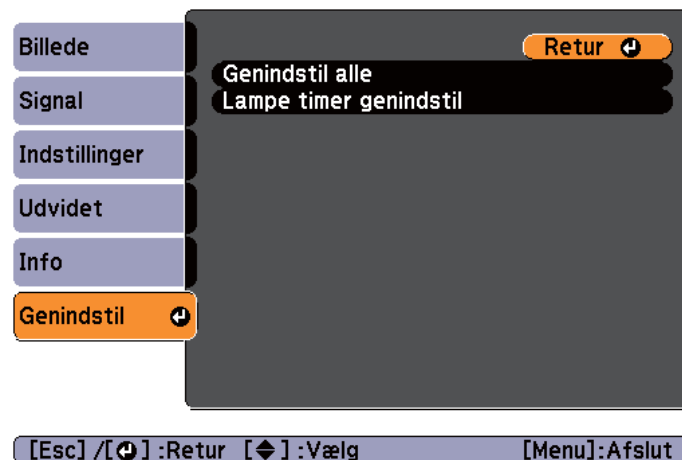 Billede
Signal
Indstillinger
Udvidet
Info
Genindstil
Retur
Genindstil alle
Lampe timer genindstil
[Esc] /[ ] :Retur [ ] :Vælg [Menu]:Afslut